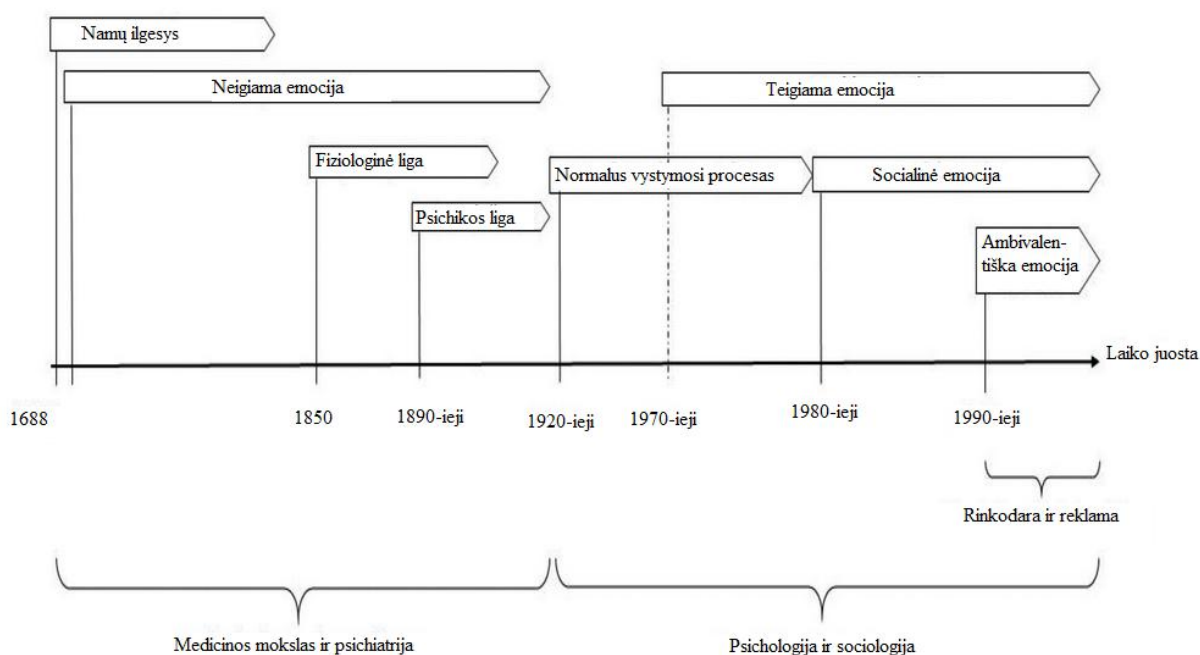 Namų ilgesys
Neigiama emocija
Teigiama emocija
Fiziologinė liga
Normalus vystymosi procesas
Socialinė emocija
Psichikos liga
Ambivalen-
tiška emocija
Laiko juosta
1688
1850
1890-ieji
1920-ieji
1970-ieji
1980-ieji
1990-ieji
Rinkodara ir reklama
Medicinos mokslas ir psichiatrija
Psichologija ir sociologija